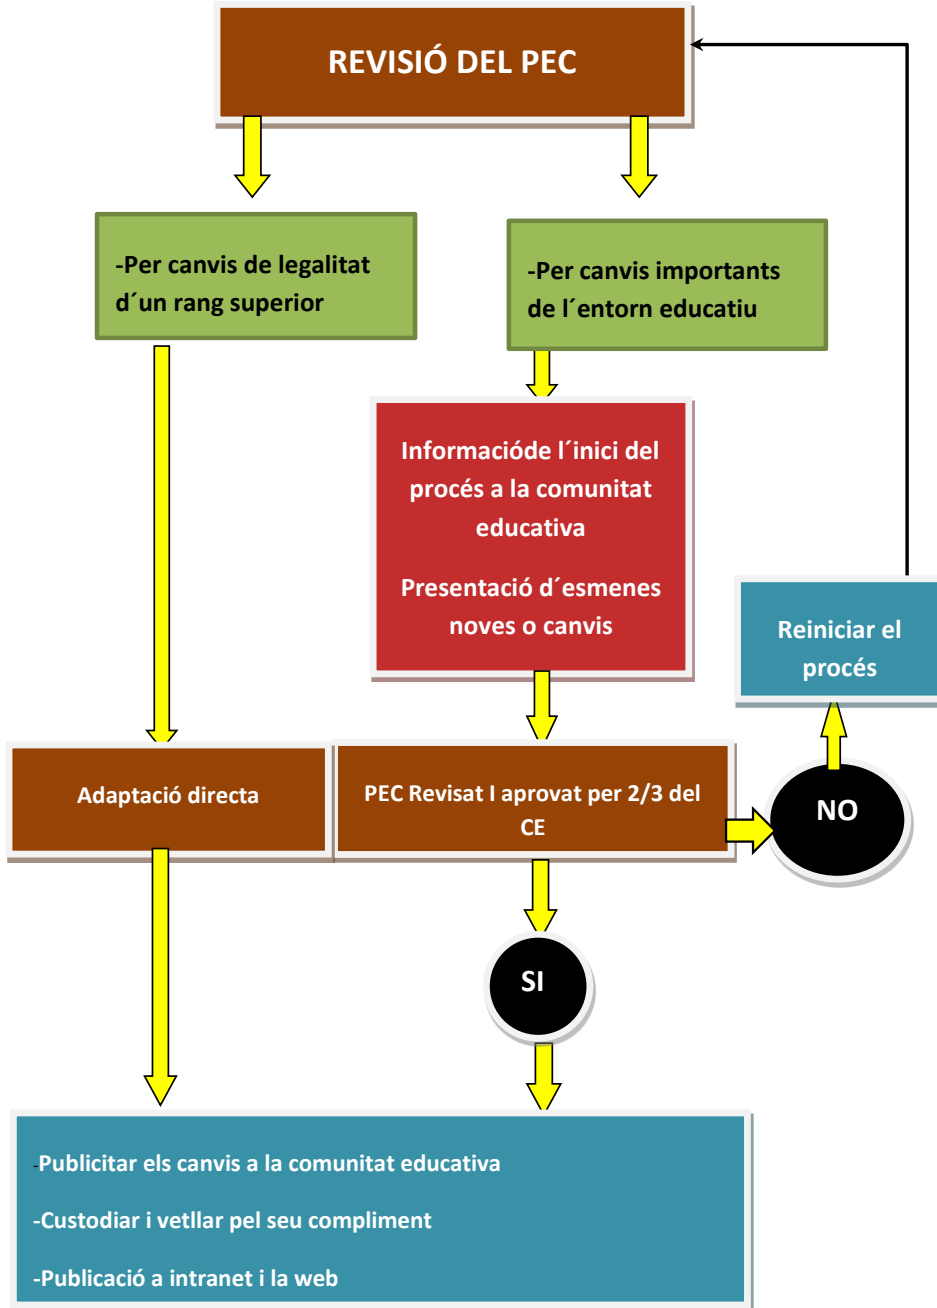 REVISIÓ DEL PEC
-Per canvis de legalitat
d´un rang superior
-Per canvis importants
de l´entorn educatiu
Informacióde l´inici del
procés a la comunitat
educativa
Presentació d´esmenes
noves o canvis
Reiniciar el
procés
Adaptació directa
PEC Revisat I aprovat per 2/3 del
CE
NO
SI
-Publicitar els canvis a la comunitat educativa
-Custodiar i vetllar pel seu compliment
-Publicació a intranet i la web